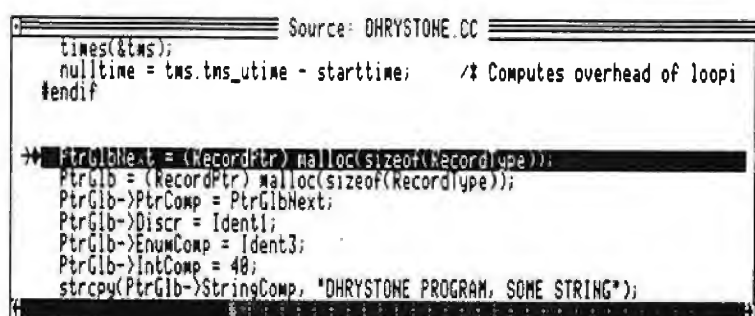 Source: DHRYSTONE.CC
times(&tms);
nulltime = tms.tms_utime - starttime; /* Computes overhead of loopi
#endif
PtrGlbNext = (RecordPtr) malloc(sizeof(RecordType));
PtrGlb = (RecordPtr) malloc(sizeof(RecordType));
PtrGlb->PtrComp = PtrGlbNext;
PtrGlb->Discr = Ident1;
PtrGlb->EnumComp = Ident3;
PtrGlb->IntComp = 40;
strcpy(PtrGlb->StringComp, "DHRYSTONE PROGRAM, SOME STRING");